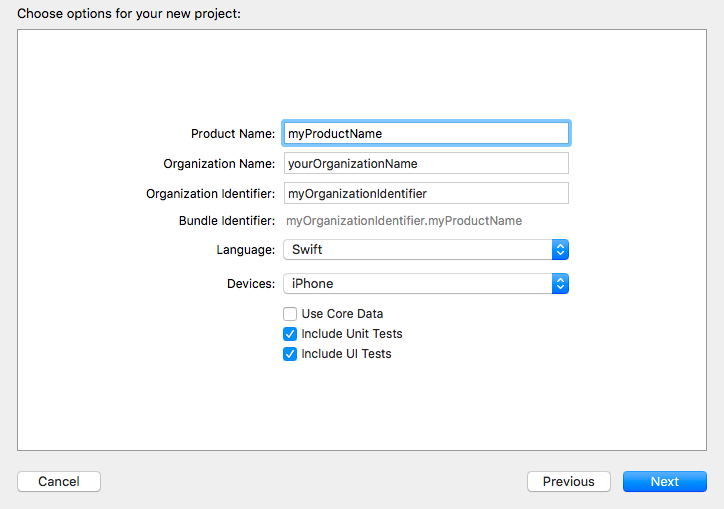 Choose options for your new project:
Product Name: myProductName
Organization Name: yourOrganizationName
Organization Identifier: myOrganizationIdentifier
Bundle Identifier: myOrganizationIdentifier.myProductName
Language: Swift
Devices: iPhone
Use Core Data
Include Unit Tests
Include UI Tests
Cancel Previous Next